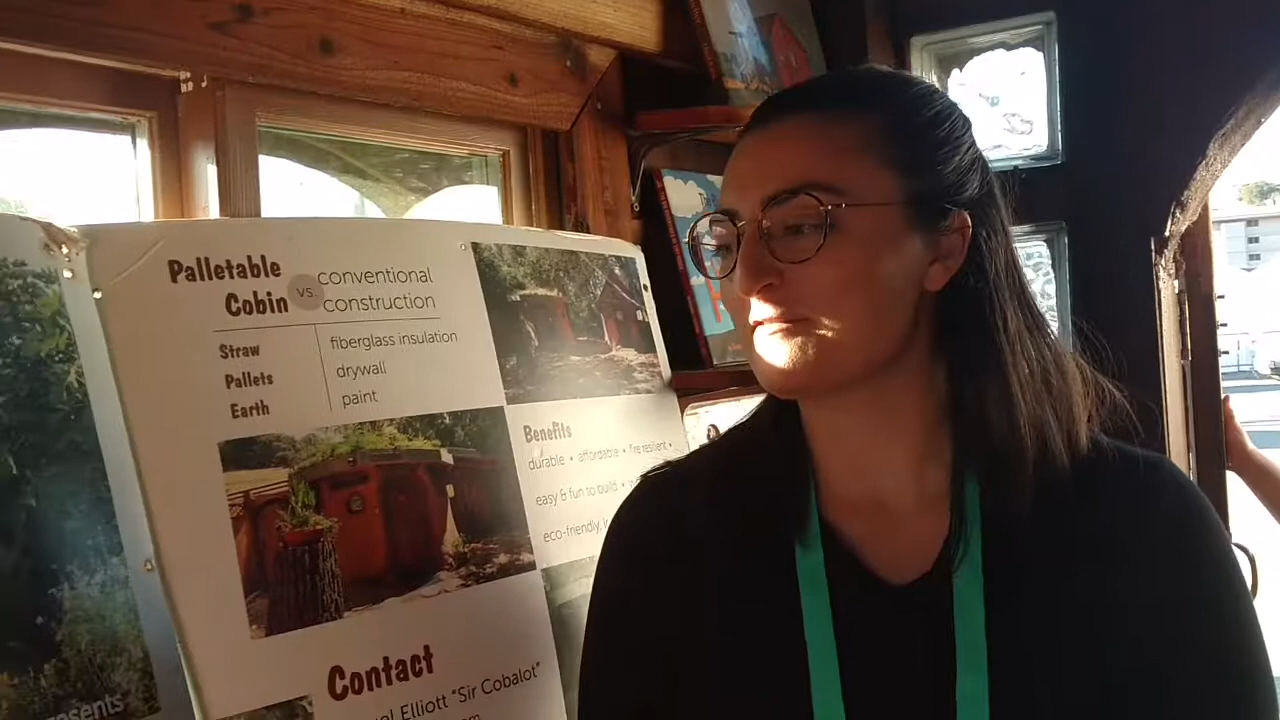 Palletable
Cobin
vs.
conventional
construction
Straw
fiberglass insulation
Pallets
drywall
Earth
paint
Benefits
durable • affordable • fire resilient •
easy & fun to build •
eco-friendly,
Contact
Elliott "Sir Cobalot"